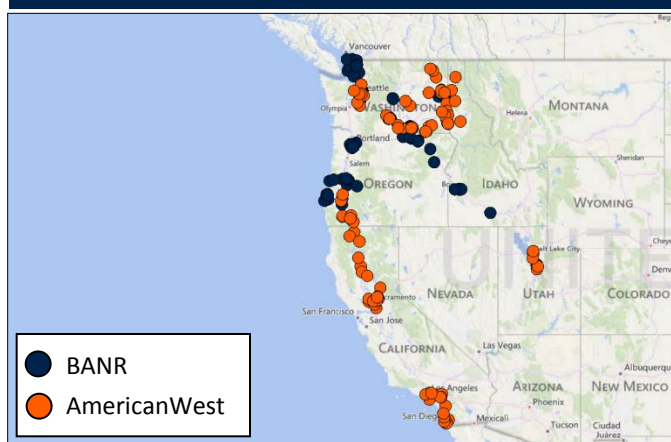 Vancouver
Seattle
Olympia
WASHINGTON
Portland
Salem
OREGON
IDAHO
MONTANA
Helena
Sheridan
WYOMING
Salt Lake City
UNITE
Cheye
Denv
NEVADA
UTAH
COLORADO
Sacramento
San Francisco
San Jose
CALIFORNIA
Las Vegas
Los Angeles
Albuquerque
ARIZONA
NEW MEXICO
Phoenix
San Diego
Mexicali
Tucson
Ciudad
Juárez
Reg
BANR
AmericanWest